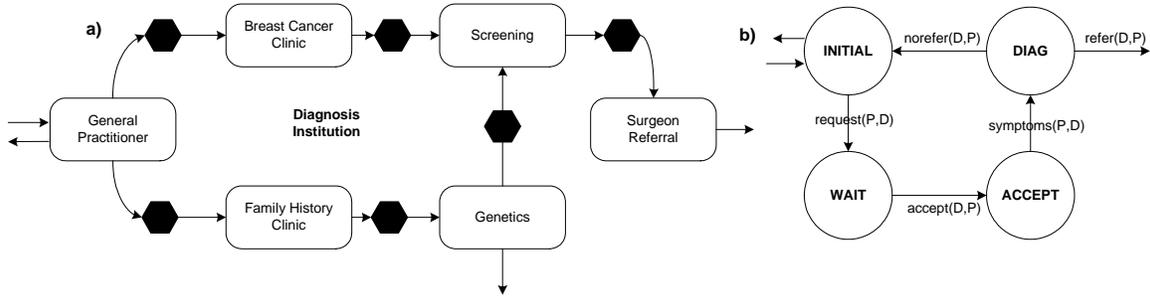 a)
Breast Cancer
Clinic
Screening
General
Practitioner
Diagnosis
Institution
Surgeon
Referral
Family History
Clinic
Genetics
b)
INITIAL
norefer(D,P)
DIAG
refer(D,P)
request(P,D)
symptoms(P,D)
WAIT
accept(D,P)
ACCEPT